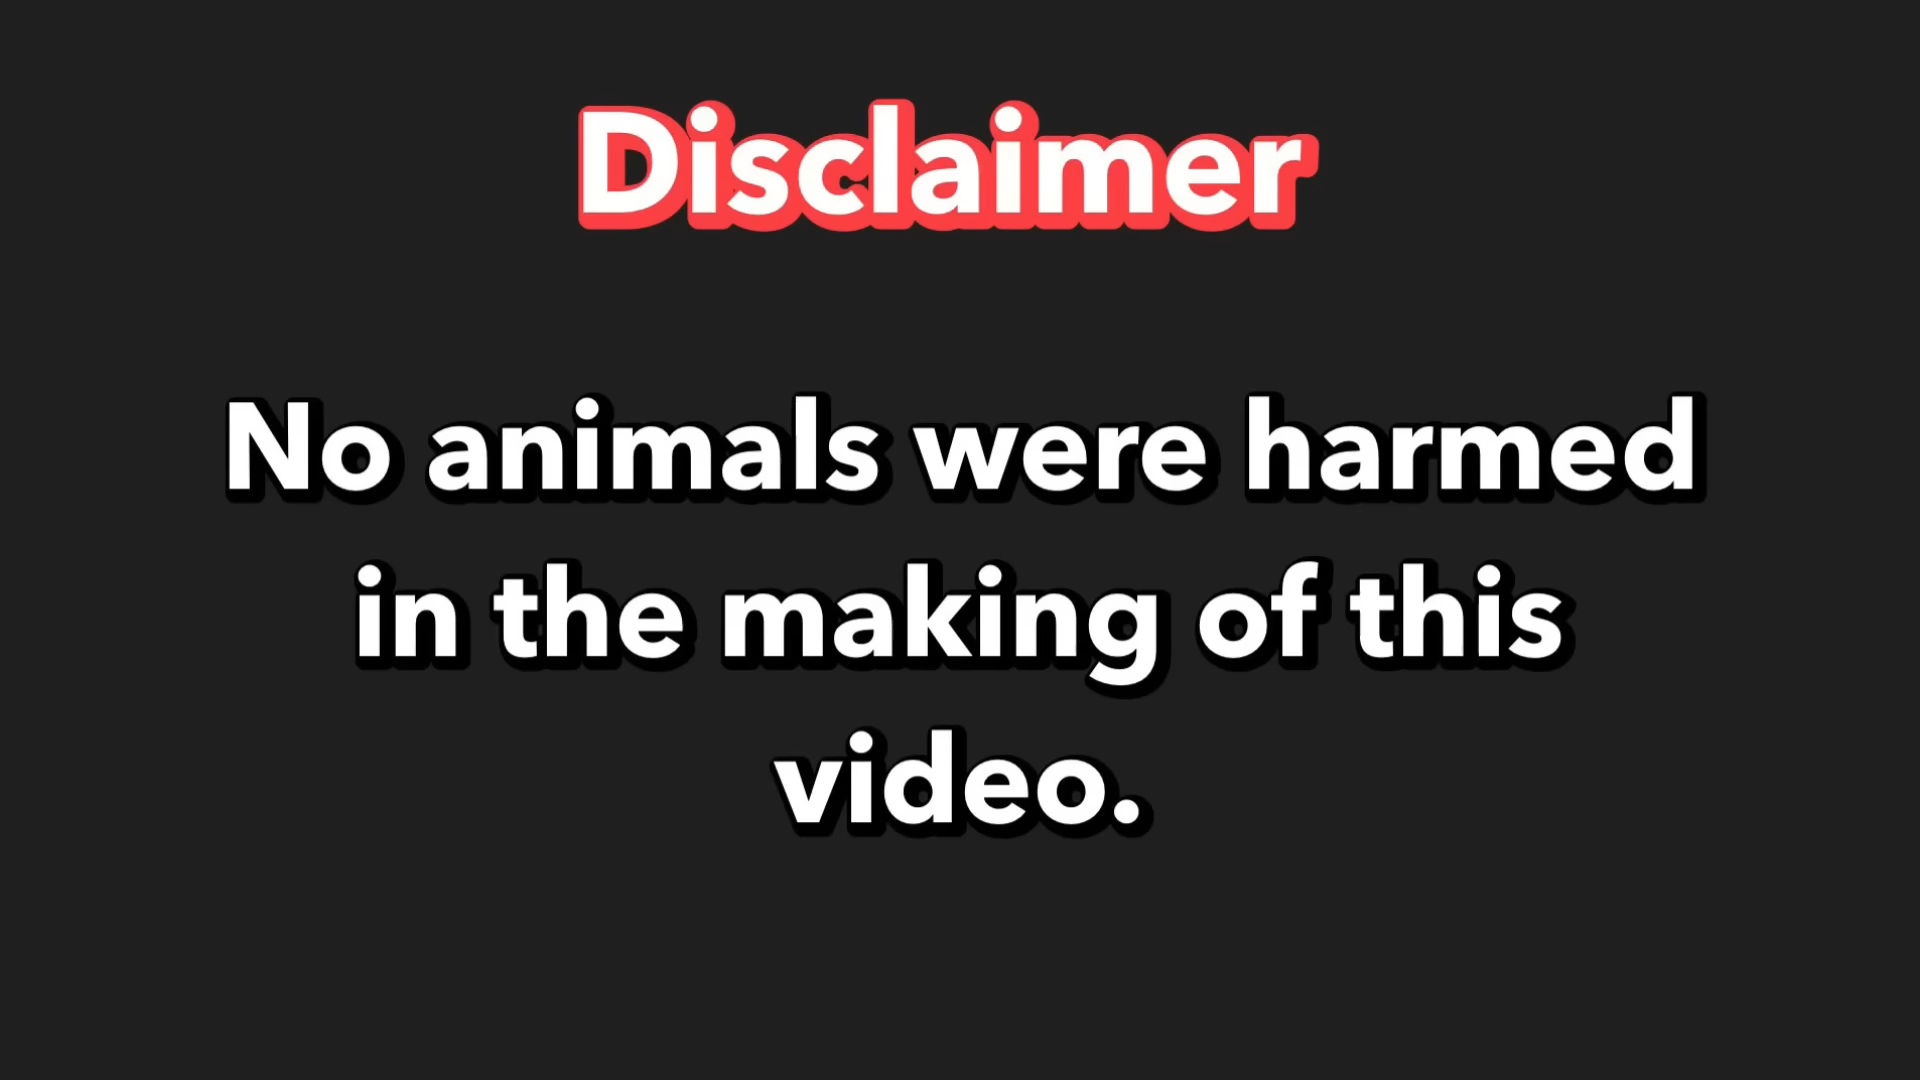 Disclaimer
No animals were harmed
in the making of this
video.